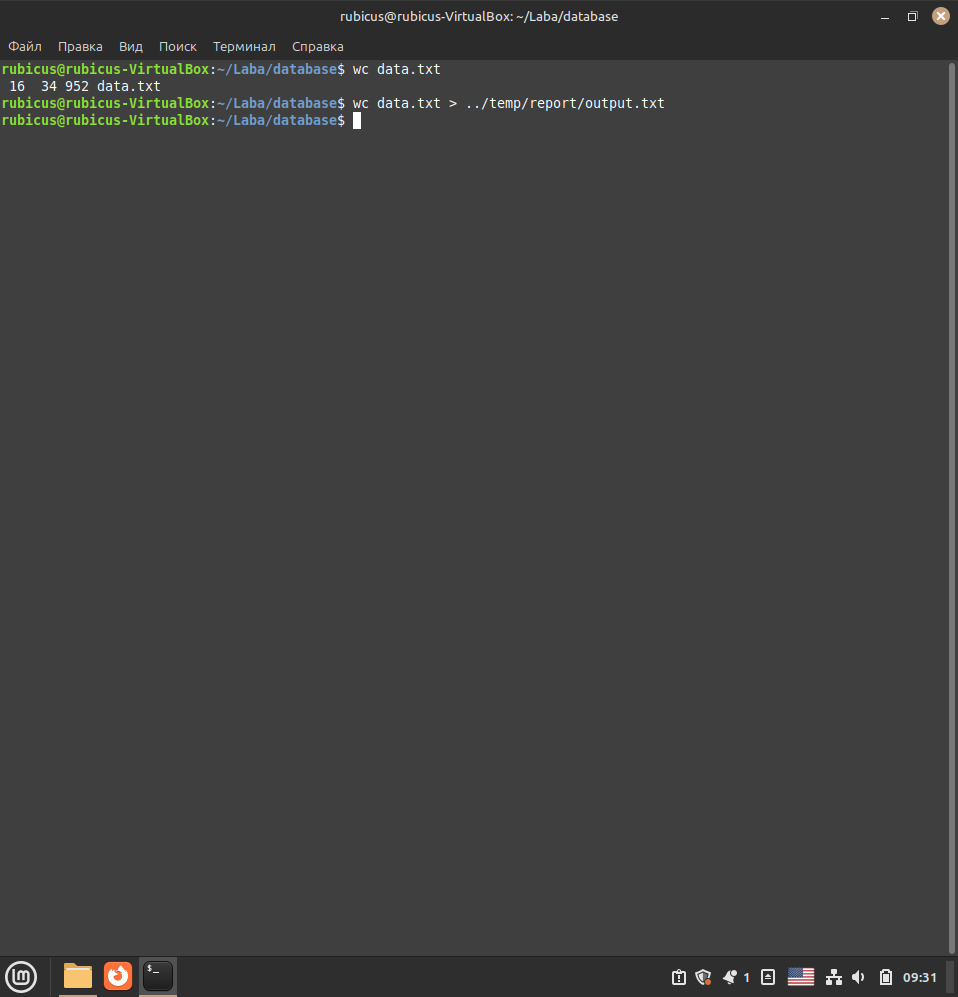 rubicus@rubicus-VirtualBox: ~/Laba/database
Файл Правка Вид Поиск Терминал Справка
rubicus@rubicus-VirtualBox:~/Laba/database$ wc data.txt
 16  34 952 data.txt
rubicus@rubicus-VirtualBox:~/Laba/database$ wc data.txt > ../temp/report/output.txt
rubicus@rubicus-VirtualBox:~/Laba/database$
$_ 1 09:31